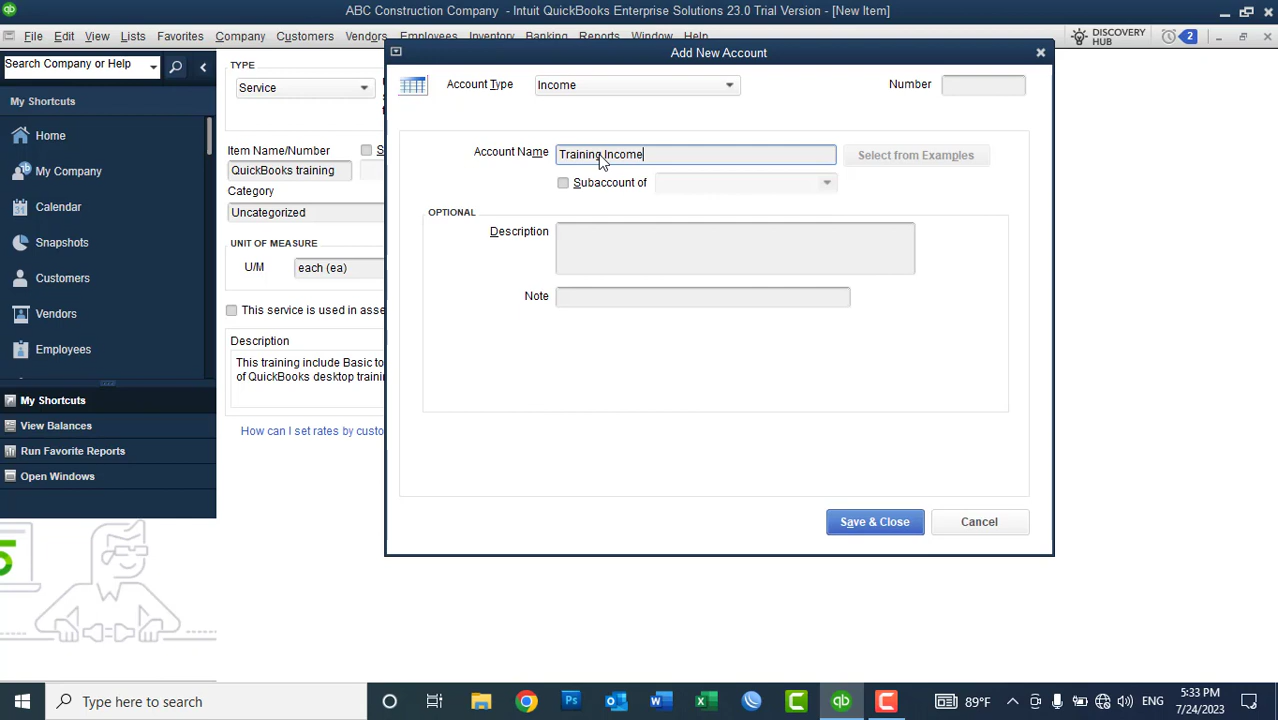 ABC Construction Company - Intuit QuickBooks Enterprise Solutions 23.0 Trial Version - [New Item]
File Edit View Lists Favorites Company Customers Vendors Employees Inventory Banking Reports Window Help
DISCOVERY HUB
2
Search Company or Help
My Shortcuts
Home
My Company
Calendar
Snapshots
Customers
Vendors
Employees
My Shortcuts
View Balances
Run Favorite Reports
Open Windows
TYPE
Service
Item Name/Number
QuickBooks training
Category
Uncategorized
UNIT OF MEASURE
U/M each (ea)
This service is used in asse
Description
This training include Basic to
of QuickBooks desktop trainin
How can I set rates by custo
Add New Account
Account Type Income Number
Account Name Training Income Select from Examples
Subaccount of
OPTIONAL
Description
Note
Save & Close Cancel
Type here to search
89°F
ENG
5:33 PM
7/24/2023